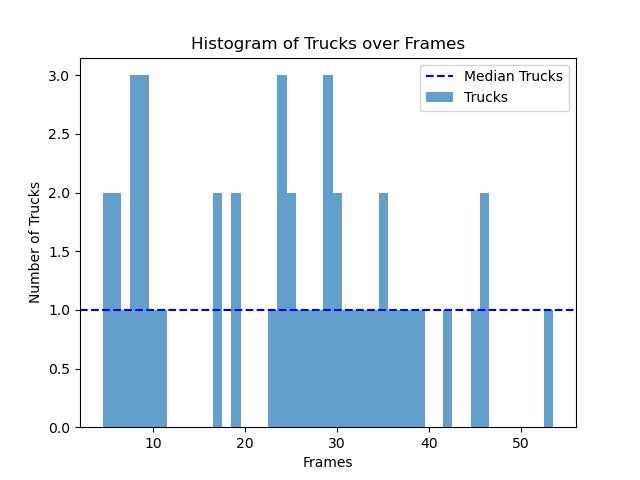 Histogram of Trucks over Frames
Median Trucks
Trucks
Number of Trucks
3.0
2.5
2.0
1.5
1.0
0.5
0.0
10 20 30 40 50
Frames